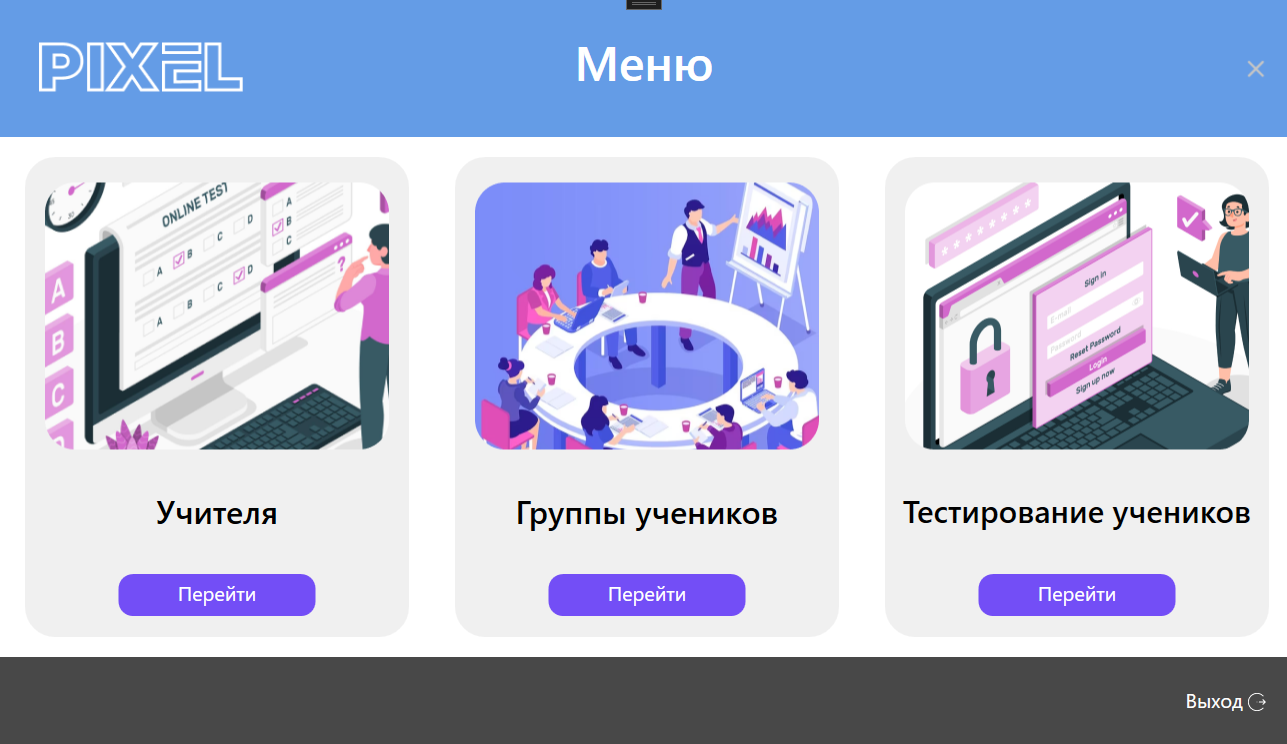 PIXEL
Меню
ONLINE TEST
A
B
C
D
A
B
C
D
A
B
C
A
B
C
?
Sign in
E-mail
Password
Reset Password
Login
Sign up now
Учителя
Группы учеников
Тестирование учеников
Перейти
Перейти
Перейти
Выход